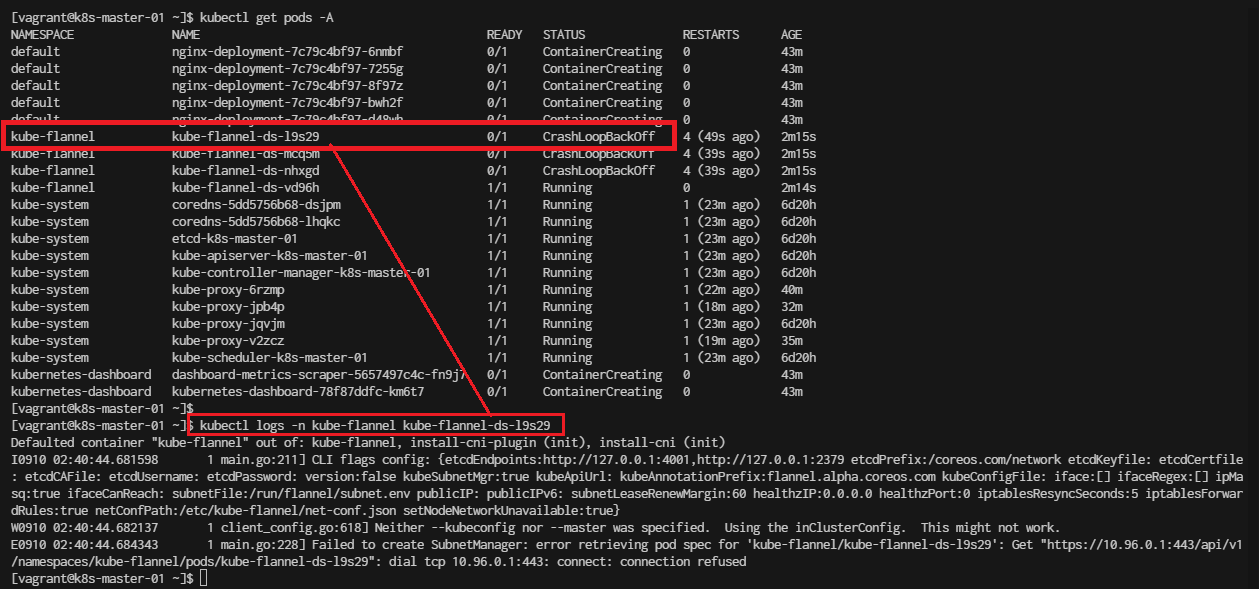 [vagrant@k8s-master-01 ~]$ kubectl get pods -A
NAMESPACE NAME READY STATUS RESTARTS AGE
default nginx-deployment-7c79c4bf97-6nmbf 0/1 ContainerCreating 0 43m
default nginx-deployment-7c79c4bf97-7255g 0/1 ContainerCreating 0 43m
default nginx-deployment-7c79c4bf97-8f97z 0/1 ContainerCreating 0 43m
default nginx-deployment-7c79c4bf97-bwh2f 0/1 ContainerCreating 0 43m
default nginx-deployment-7c79c4bf97-d48wh 0/1 ContainerCreating 0 43m
kube-flannel kube-flannel-ds-l9s29 0/1 CrashLoopBackOff 4 (49s ago) 2m15s
kube-flannel kube-flannel-ds-mcq5m 0/1 CrashLoopBackOff 4 (39s ago) 2m15s
kube-flannel kube-flannel-ds-nhxgd 0/1 CrashLoopBackOff 4 (39s ago) 2m15s
kube-flannel kube-flannel-ds-vd96h 1/1 Running 0 2m14s
kube-system coredns-5dd5756b68-dsjpm 1/1 Running 1 (23m ago) 6d20h
kube-system coredns-5dd5756b68-lhqkc 1/1 Running 1 (23m ago) 6d20h
kube-system etcd-k8s-master-01 1/1 Running 1 (23m ago) 6d20h
kube-system kube-apiserver-k8s-master-01 1/1 Running 1 (23m ago) 6d20h
kube-system kube-controller-manager-k8s-master-01 1/1 Running 1 (23m ago) 6d20h
kube-system kube-proxy-6rzmp 1/1 Running 1 (22m ago) 40m
kube-system kube-proxy-jpb4p 1/1 Running 1 (18m ago) 32m
kube-system kube-proxy-jqvjm 1/1 Running 1 (23m ago) 6d20h
kube-system kube-proxy-v2zcz 1/1 Running 1 (19m ago) 35m
kube-system kube-scheduler-k8s-master-01 1/1 Running 1 (23m ago) 6d20h
kubernetes-dashboard dashboard-metrics-scraper-5657497c4c-fn9j7 0/1 ContainerCreating 0 43m
kubernetes-dashboard kubernetes-dashboard-78f87ddfc-km6t7 0/1 ContainerCreating 0 43m
[vagrant@k8s-master-01 ~]$
[vagrant@k8s-master-01 ~]$ kubectl logs -n kube-flannel kube-flannel-ds-l9s29
Defaulted container "kube-flannel" out of: kube-flannel, install-cni-plugin (init), install-cni (init)
I0910 02:40:44.681598 1 main.go:211] CLI flags config: {etcdEndpoints:http://127.0.0.1:4001,http://127.0.0.1:2379 etcdPrefix:/coreos.com/network etcdKeyfile: etcdCertfile
: etcdCAFile: etcdUsername: etcdPassword: version:false kubeSubnetMgr:true kubeApiUrl: kubeAnnotationPrefix:flannel.alpha.coreos.com kubeConfigFile: iface:[] ifaceRegex:[] ipMa
sq:true ifaceCanReach: subnetFile:/run/flannel/subnet.env publicIP: publicIPv6: subnetLeaseRenewMargin:60 healthzIP:0.0.0.0 healthzPort:0 iptablesResyncSeconds:5 iptablesForwa
rdRules:true netConfPath:/etc/kube-flannel/net-conf.json setNodeNetworkUnavailable:true}
W0910 02:40:44.682137 1 client_config.go:618] Neither --kubeconfig nor --master was specified. Using the inClusterConfig. This might not work.
E0910 02:40:44.684343 1 main.go:228] Failed to create SubnetManager: error retrieving pod spec for 'kube-flannel/kube-flannel-ds-l9s29': Get "https://10.96.0.1:443/api/v1
/namespaces/kube-flannel/pods/kube-flannel-ds-l9s29": dial tcp 10.96.0.1:443: connect: connection refused
[vagrant@k8s-master-01 ~]$